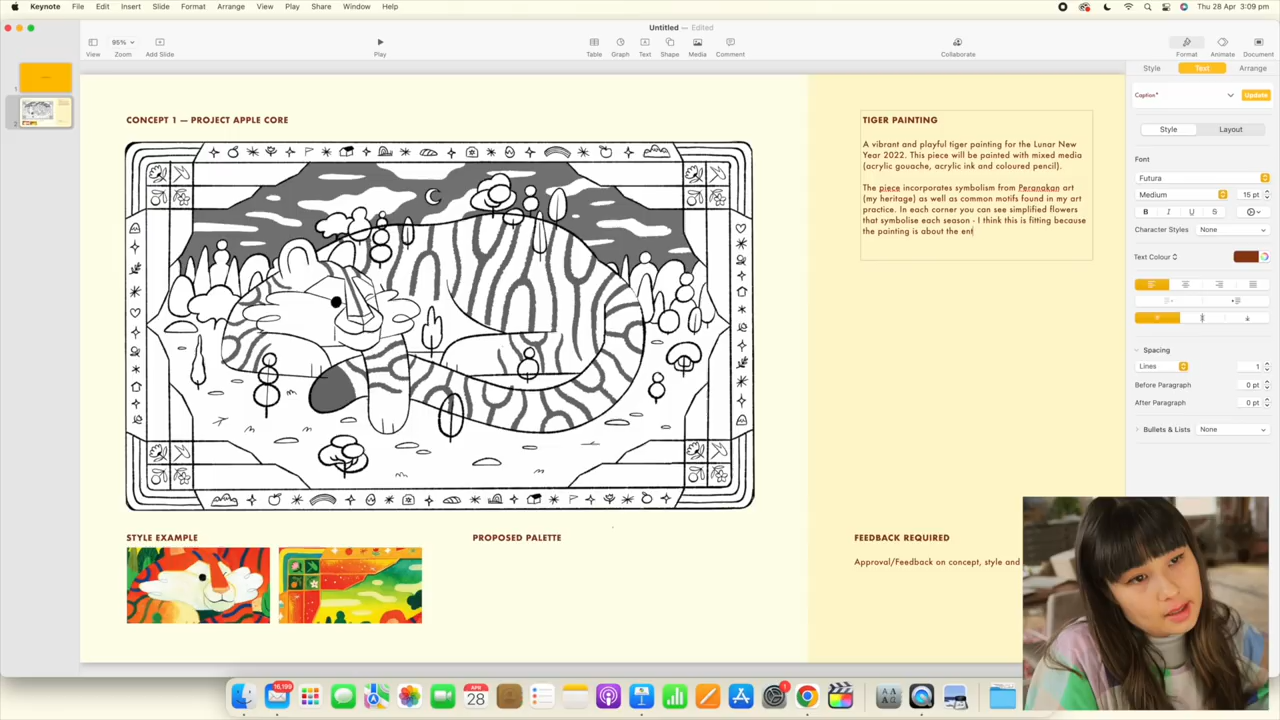 Keynote File Edit Insert Slide Format Arrange View Play Share Window Help
Thu 28 Apr 3:09 pm
Untitled — Edited
95%
View Zoom Add Slide
Play
Table Graph Text Shape Media Comment
Collaborate
Format Animate Document
1
2
CONCEPT 1 — PROJECT APPLE CORE
STYLE EXAMPLE
PROPOSED PALETTE
TIGER PAINTING
A vibrant and playful tiger painting for the Lunar New
Year 2022. This piece will be painted with mixed media
(acrylic gouache, acrylic ink and coloured pencil).
The piece incorporates symbolism from Peranakan art
(my heritage) as well as common motifs found in my art
practice. In each corner you can see simplified flowers
that symbolise each season - I think this is fitting because
the painting is about the ent
FEEDBACK REQUIRED
Approval/Feedback on concept, style and
Style Text Arrange
Caption* Update
Style Layout
Font
Futura
Medium 15 pt
B I U S
Character Styles None
Text Colour
Spacing
Lines 1
Before Paragraph 0 pt
After Paragraph 0 pt
Bullets & Lists None
16,199
APR
28
1